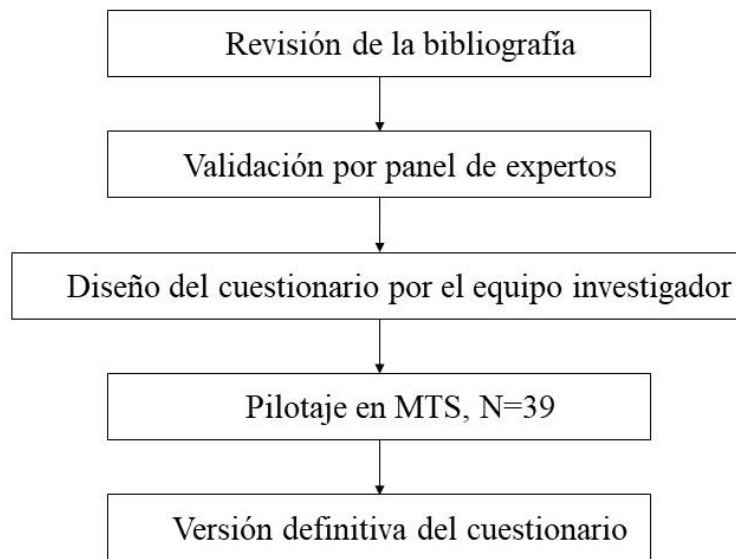 Revisión de la bibliografía
Validación por panel de expertos
Diseño del cuestionario por el equipo investigador
Pilotaje en MTS, N=39
Versión definitiva del cuestionario